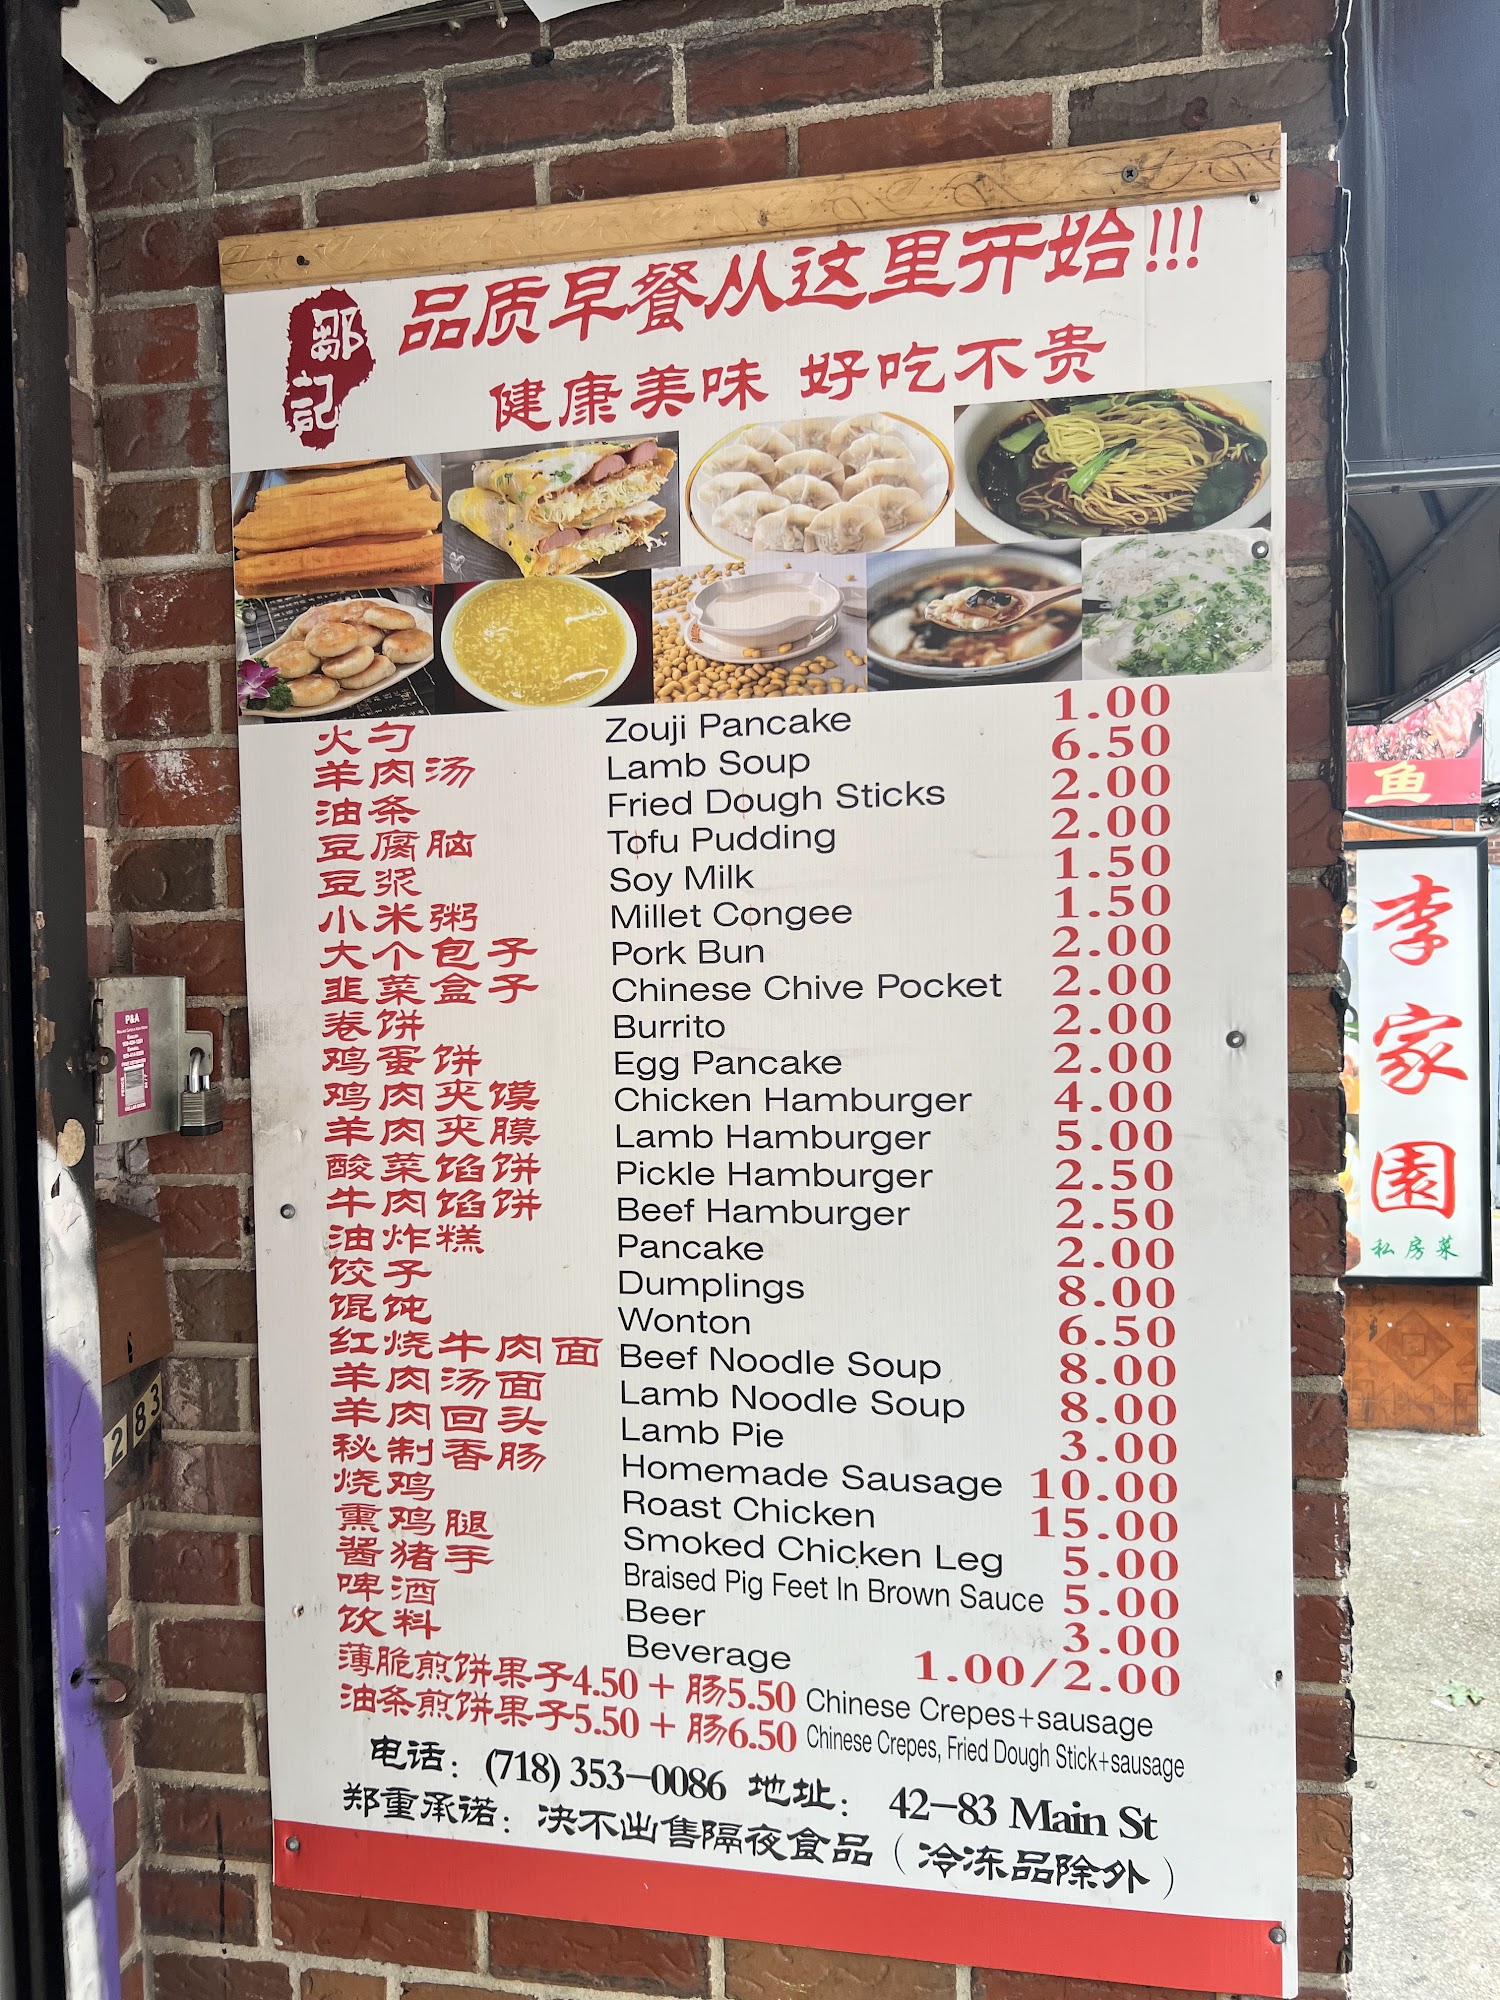 邹记
品质早餐从这里开始!!!
健康美味 好吃不贵
火勺 Zouji Pancake 1.00
羊肉汤 Lamb Soup 6.50
油条 Fried Dough Sticks 2.00
豆腐脑 Tofu Pudding 2.00
豆浆 Soy Milk 1.50
小米粥 Millet Congee 1.50
大个包子 Pork Bun 2.00
韭菜盒子 Chinese Chive Pocket 2.00
卷饼 Burrito 2.00
鸡蛋饼 Egg Pancake 2.00
鸡肉夹馍 Chicken Hamburger 4.00
羊肉夹膜 Lamb Hamburger 5.00
酸菜馅饼 Pickle Hamburger 2.50
牛肉馅饼 Beef Hamburger 2.50
油炸糕 Pancake 2.00
饺子 Dumplings 8.00
馄饨 Wonton 6.50
红烧牛肉面 Beef Noodle Soup 8.00
羊肉汤面 Lamb Noodle Soup 8.00
羊肉回头 Lamb Pie 3.00
秘制香肠 Homemade Sausage 10.00
烧鸡 Roast Chicken 15.00
熏鸡腿 Smoked Chicken Leg 5.00
酱猪手 Braised Pig Feet In Brown Sauce 5.00
啤酒 Beer 3.00
饮料 Beverage 1.00/2.00
薄脆煎饼果子4.50 + 肠5.50 Chinese Crepes+sausage
油条煎饼果子5.50 + 肠6.50 Chinese Crepes, Fried Dough Stick+sausage
电话: (718) 353-0086 地址: 42-83 Main St
郑重承诺: 决不出售隔夜食品 (冷冻品除外)
P&A
283
鱼
李家园
私房菜